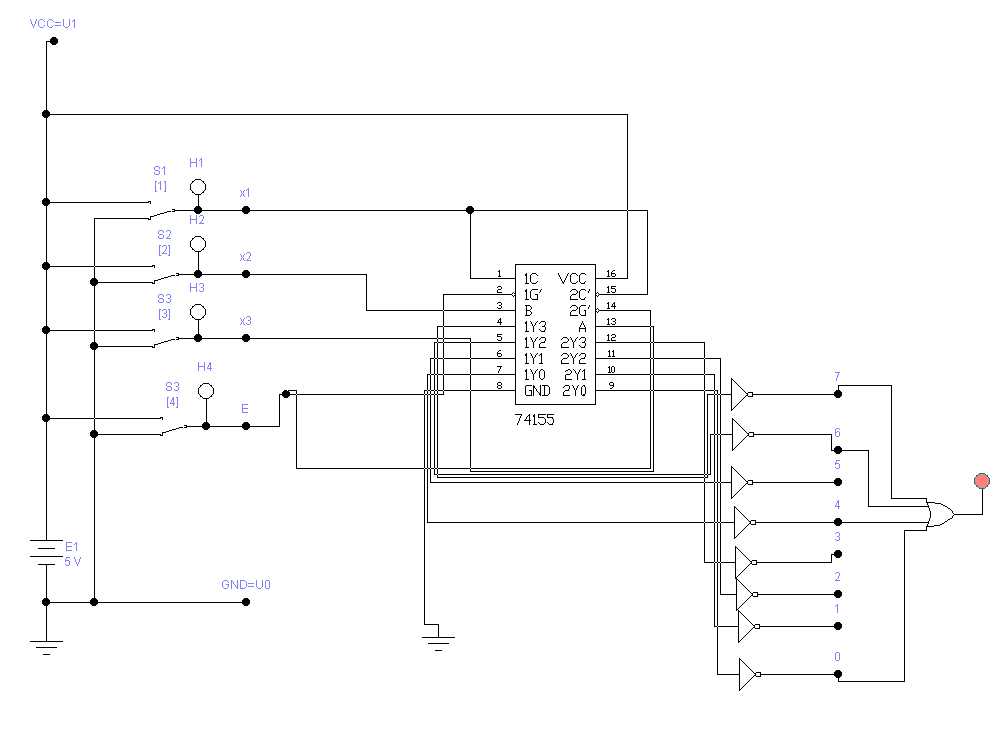 VCC=U1
S1
[1]
H1
x1
S2
[2]
H2
x2
S3
[3]
H3
x3
S3
[4]
H4
E
1 1C VCC 16
2 1G' 2C' 15
3 B 2G' 14
4 1Y3 A 13
5 1Y2 2Y3 12
6 1Y1 2Y2 11
7 1Y0 2Y1 10
8 GND 2Y0 9
74155
7
6
5
4
3
2
1
0
E1
5 V
GND=U0